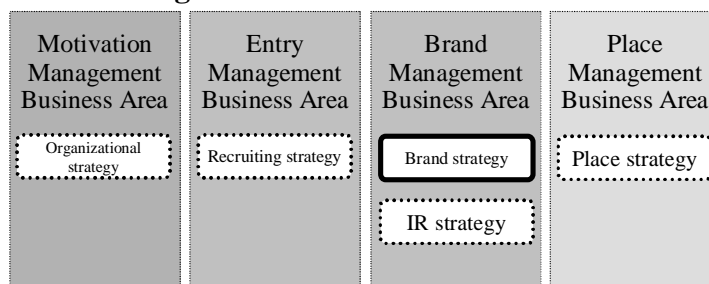 Motivation
Management
Business Area
Organizational
strategy
Entry
Management
Business Area
Recruiting strategy
Brand
Management
Business Area
Brand strategy
IR strategy
Place
Management
Business Area
Place strategy